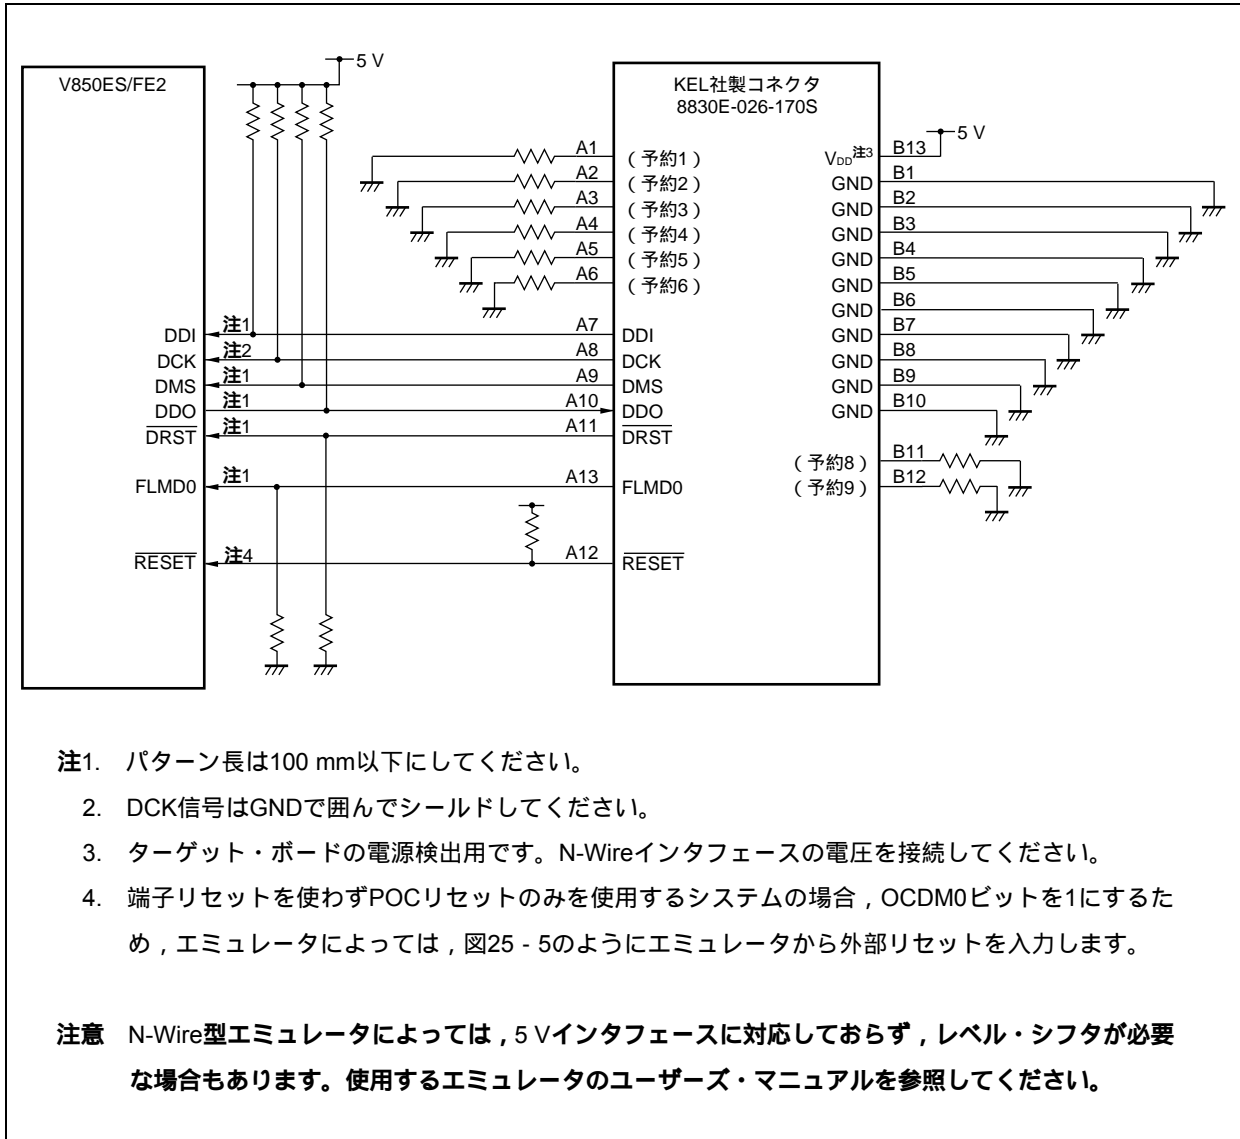 5 V
V850ES/FE2
KEL社製コネクタ
8830E-026-170S
5 V
A1 (予約1)
A2 (予約2)
A3 (予約3)
A4 (予約4)
A5 (予約5)
A6 (予約6)
VDD注3 B13
GND B1
GND B2
GND B3
GND B4
GND B5
GND B6
GND B7
GND B8
GND B9
GND B10
(予約8) B11
(予約9) B12
DDI 注1 A7 DDI
DCK 注2 A8 DCK
DMS 注1 A9 DMS
DDO 注1 A10 DDO
DRST 注1 A11 DRST
FLMD0 注1 A13 FLMD0
RESET 注4 A12 RESET
注1. パターン長は100 mm以下にしてください。
2. DCK信号はGNDで囲んでシールドしてください。
3. ターゲット・ボードの電源検出用です。N-Wireインタフェースの電圧を接続してください。
4. 端子リセットを使わずPOCリセットのみを使用するシステムの場合，OCDM0ビットを1にするた
め，エミュレータによっては，図25－5のようにエミュレータから外部リセットを入力します。
注意 N-Wire型エミュレータによっては，5 Vインタフェースに対応しておらず，レベル・シフタが必要
な場合もあります。使用するエミュレータのユーザーズ・マニュアルを参照してください。